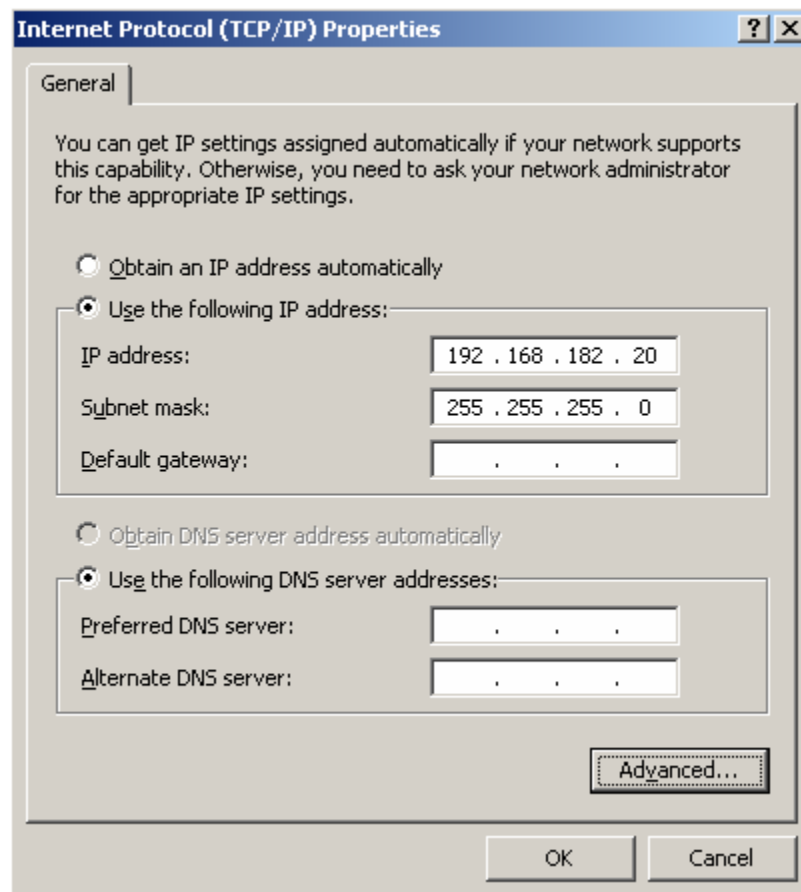 Internet Protocol (TCP/IP) Properties
General
You can get IP settings assigned automatically if your network supports
this capability. Otherwise, you need to ask your network administrator
for the appropriate IP settings.
Obtain an IP address automatically
Use the following IP address:
IP address: 192 . 168 . 182 . 20
Subnet mask: 255 . 255 . 255 . 0
Default gateway: . . .
Obtain DNS server address automatically
Use the following DNS server addresses:
Preferred DNS server: . . .
Alternate DNS server: . . .
Advanced...
OK Cancel